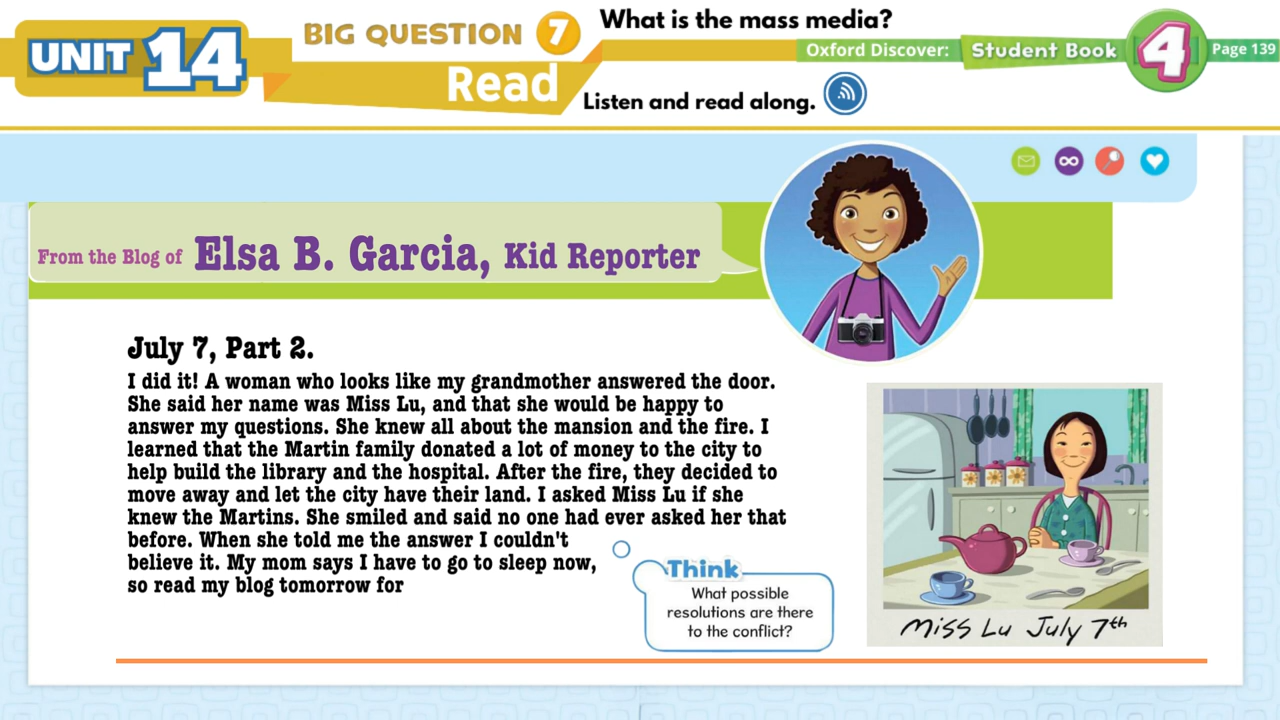 UNIT 14
BIG QUESTION 7
Read
What is the mass media?
Oxford Discover: Student Book 4 Page 139
Listen and read along.
From the Blog of Elsa B. Garcia, Kid Reporter
July 7, Part 2.
I did it! A woman who looks like my grandmother answered the door.
She said her name was Miss Lu, and that she would be happy to
answer my questions. She knew all about the mansion and the fire. I
learned that the Martin family donated a lot of money to the city to
help build the library and the hospital. After the fire, they decided to
move away and let the city have their land. I asked Miss Lu if she
knew the Martins. She smiled and said no one had ever asked her that
before. When she told me the answer I couldn't
believe it. My mom says I have to go to sleep now,
so read my blog tomorrow for
Think
What possible
resolutions are there
to the conflict?
Miss Lu July 7th